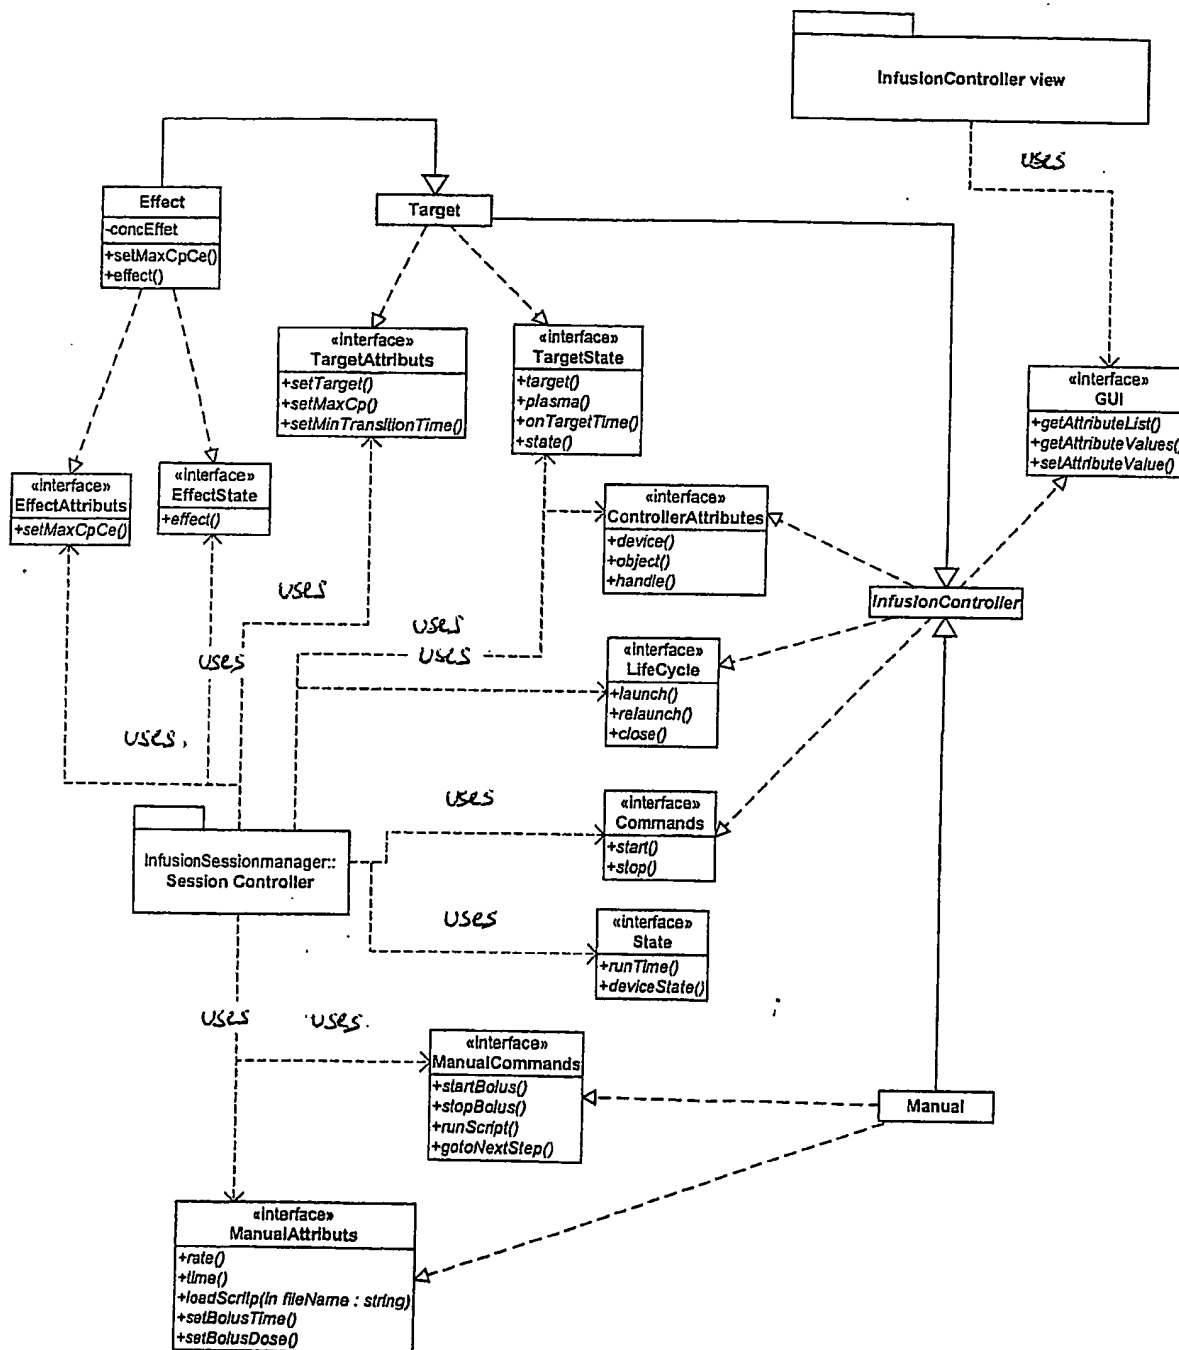 InfusionController view
uses
Effect
-concEffet
+setMaxCpCe()
+effect()
Target
«interface»
TargetAttributs
+setTarget()
+setMaxCp()
+setMinTransitionTime()
«interface»
TargetState
+target()
+plasma()
+onTargetTime()
+state()
«interface»
GUI
+getAttributeList()
+getAttributeValues()
+setAttributeValue()
«interface»
EffectAttributs
+setMaxCpCe()
«interface»
EffectState
+effect()
«interface»
ControllerAttributes
+device()
+object()
+handle()
InfusionController
uses
uses
uses
uses
uses.
«interface»
LifeCycle
+launch()
+relaunch()
+close()
uses
«interface»
Commands
+start()
+stop()
InfusionSessionmanager::
Session Controller
uses
«interface»
State
+runTime()
+deviceState()
uses
uses.
«interface»
ManualCommands
+startBolus()
+stopBolus()
+runScript()
+gotoNextStep()
Manual
«interface»
ManualAttributs
+rate()
+time()
+loadScritp(in fileName : string)
+setBolusTime()
+setBolusDose()